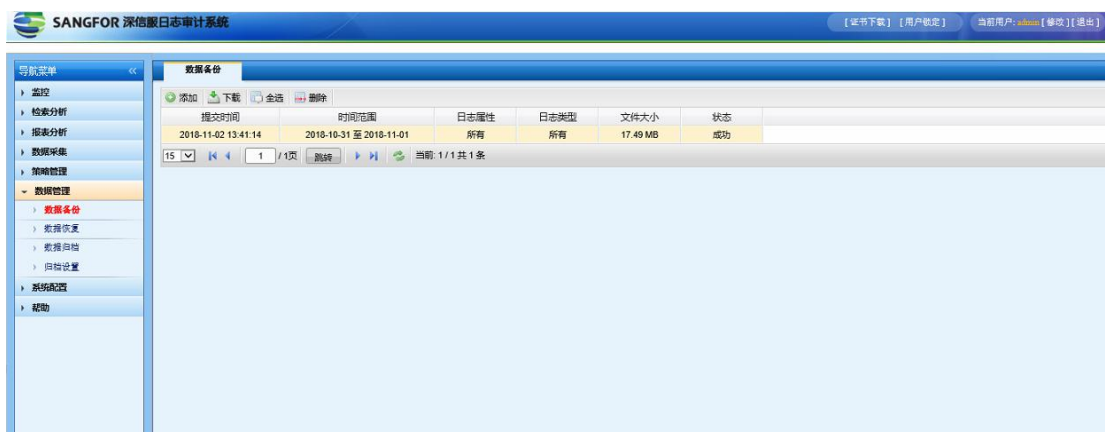 SANGFOR 深信服日志审计系统
[证书下载] [用户锁定] 当前用户: admin [修改][退出]
导航菜单 «
数据备份
监控
检索分析
报表分析
数据采集
策略管理
数据管理
数据备份
数据恢复
数据归档
归档设置
系统配置
帮助
添加 下载 全选 删除
提交时间 时间范围 日志属性 日志类型 文件大小 状态
2018-11-02 13:41:14 2018-10-31 至 2018-11-01 所有 所有 17.49 MB 成功
15 1 /1页 跳转 当前:1/1共1条